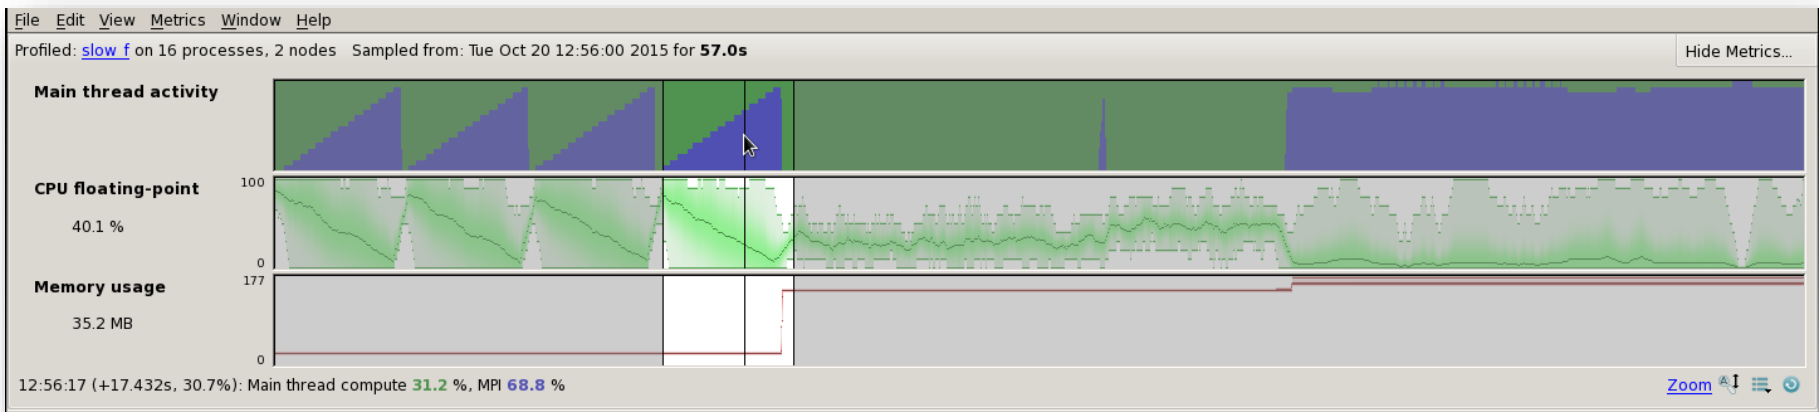 File Edit View Metrics Window Help
Profiled: slow_f on 16 processes, 2 nodes Sampled from: Tue Oct 20 12:56:00 2015 for 57.0s Hide Metrics...
Main thread activity
CPU floating-point 100
40.1 %
0
Memory usage 177
35.2 MB
0
12:56:17 (+17.432s, 30.7%): Main thread compute 31.2 %, MPI 68.8 % Zoom